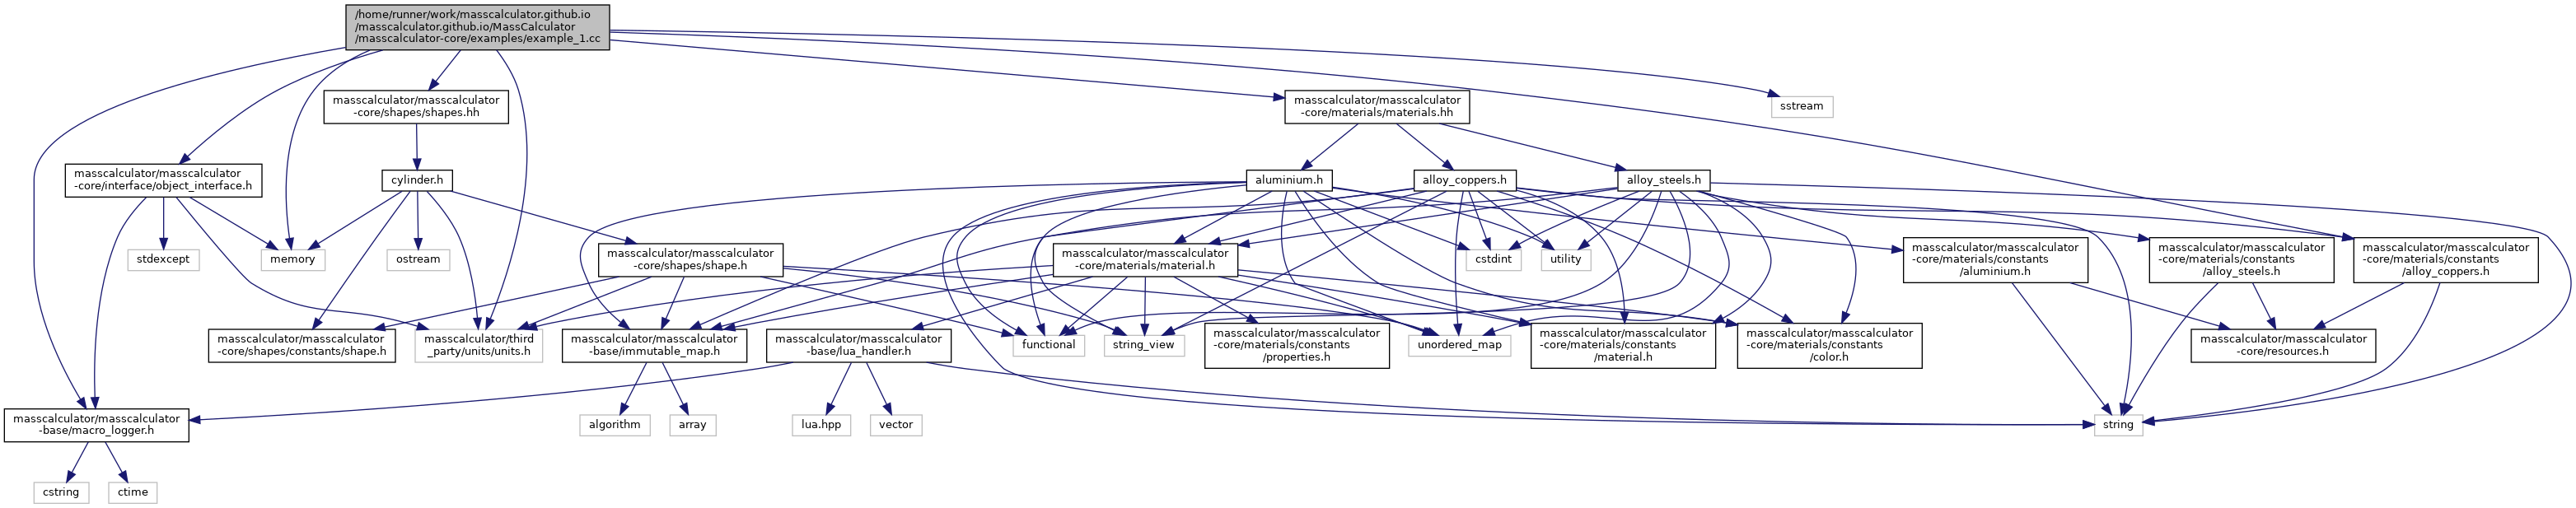 /home/runner/work/masscalculator.github.io
/masscalculator.github.io/MassCalculator
/masscalculator-core/examples/example_1.cc
masscalculator/masscalculator
-core/shapes/shapes.hh
masscalculator/masscalculator
-core/materials/materials.hh
sstream
masscalculator/masscalculator
-core/interface/object_interface.h
cylinder.h
aluminium.h
alloy_coppers.h
alloy_steels.h
stdexcept
memory
ostream
masscalculator/masscalculator
-core/shapes/shape.h
masscalculator/masscalculator
-core/materials/material.h
cstdint
utility
masscalculator/masscalculator
-core/materials/constants
/aluminium.h
masscalculator/masscalculator
-core/materials/constants
/alloy_steels.h
masscalculator/masscalculator
-core/materials/constants
/alloy_coppers.h
masscalculator/masscalculator
-core/shapes/constants/shape.h
masscalculator/third
_party/units/units.h
masscalculator/masscalculator
-base/immutable_map.h
masscalculator/masscalculator
-base/lua_handler.h
functional
string_view
masscalculator/masscalculator
-core/materials/constants
/properties.h
unordered_map
masscalculator/masscalculator
-core/materials/constants
/material.h
masscalculator/masscalculator
-core/materials/constants
/color.h
masscalculator/masscalculator
-core/resources.h
masscalculator/masscalculator
-base/macro_logger.h
algorithm
array
lua.hpp
vector
string
cstring
ctime